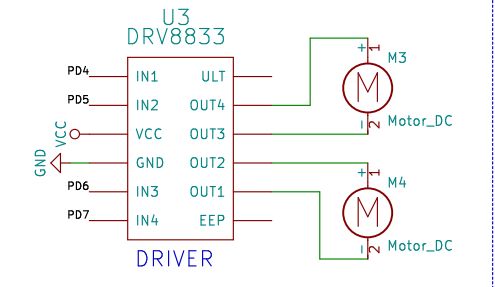 U3
DRV8833
PD4 IN1 ULT
PD5 IN2 OUT4
VCC VCC OUT3
GND GND OUT2
PD6 IN3 OUT1
PD7 IN4 EEP
DRIVER
+ 1 M3
M
- 2 Motor_DC
+ 1 M4
M
- 2 Motor_DC